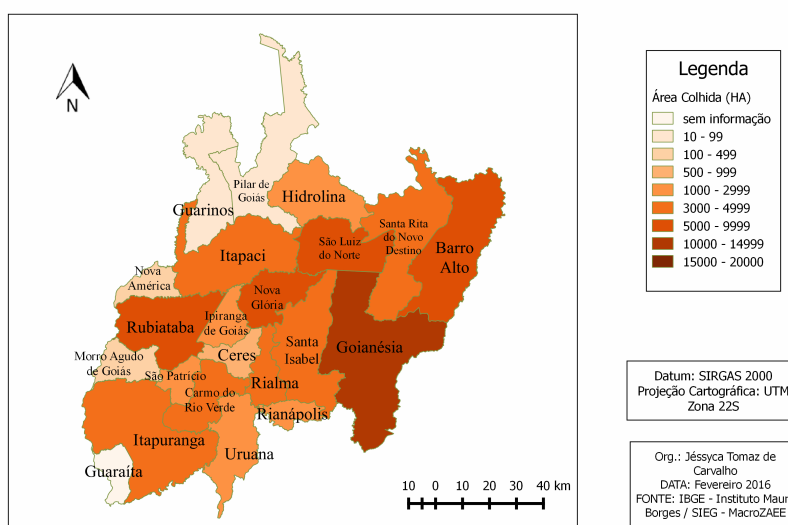 N
Pilar de
Goiás
Hidrolina
Guarinos
Santa Rita
do Novo
Destino
São Luiz
do Norte
Barro
Alto
Itapaci
Nova
América
Nova
Glória
Ipiranga
de Goiás
Rubiataba
Santa
Isabel
Goianésia
Morro Agudo
de Goiás
Ceres
São Patrício
Rialma
Carmo do
Rio Verde
Rianápolis
Itapuranga
Uruana
Guaraíta
10 0 10 20 30 40 km
Legenda
Área Colhida (HA)
sem informação
10 - 99
100 - 499
500 - 999
1000 - 2999
3000 - 4999
5000 - 9999
10000 - 14999
15000 - 20000
Datum: SIRGAS 2000
Projeção Cartográfica: UTM
Zona 22S
Org.: Jéssyca Tomaz de
Carvalho
DATA: Fevereiro 2016
FONTE: IBGE - Instituto Maur
Borges / SIEG - MacroZAEE